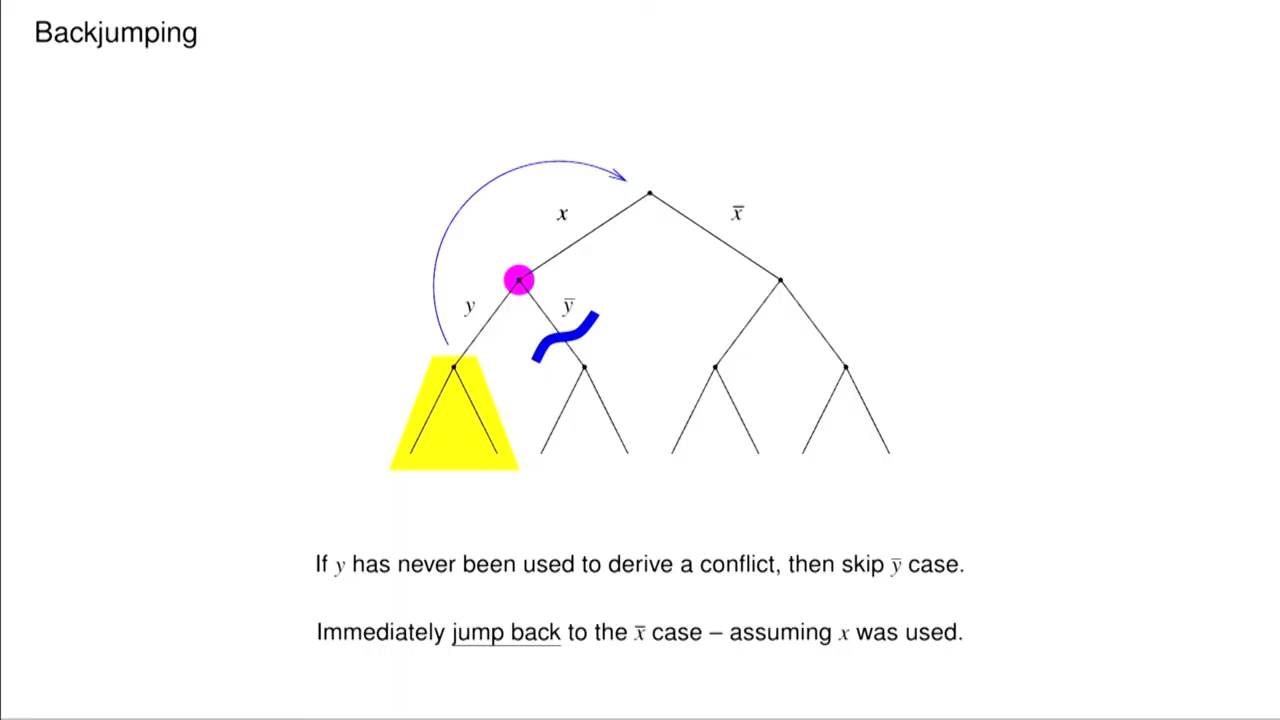 Backjumping
x
x̄
y
ȳ
If y has never been used to derive a conflict, then skip ȳ case.
Immediately jump back to the x̄ case – assuming x was used.